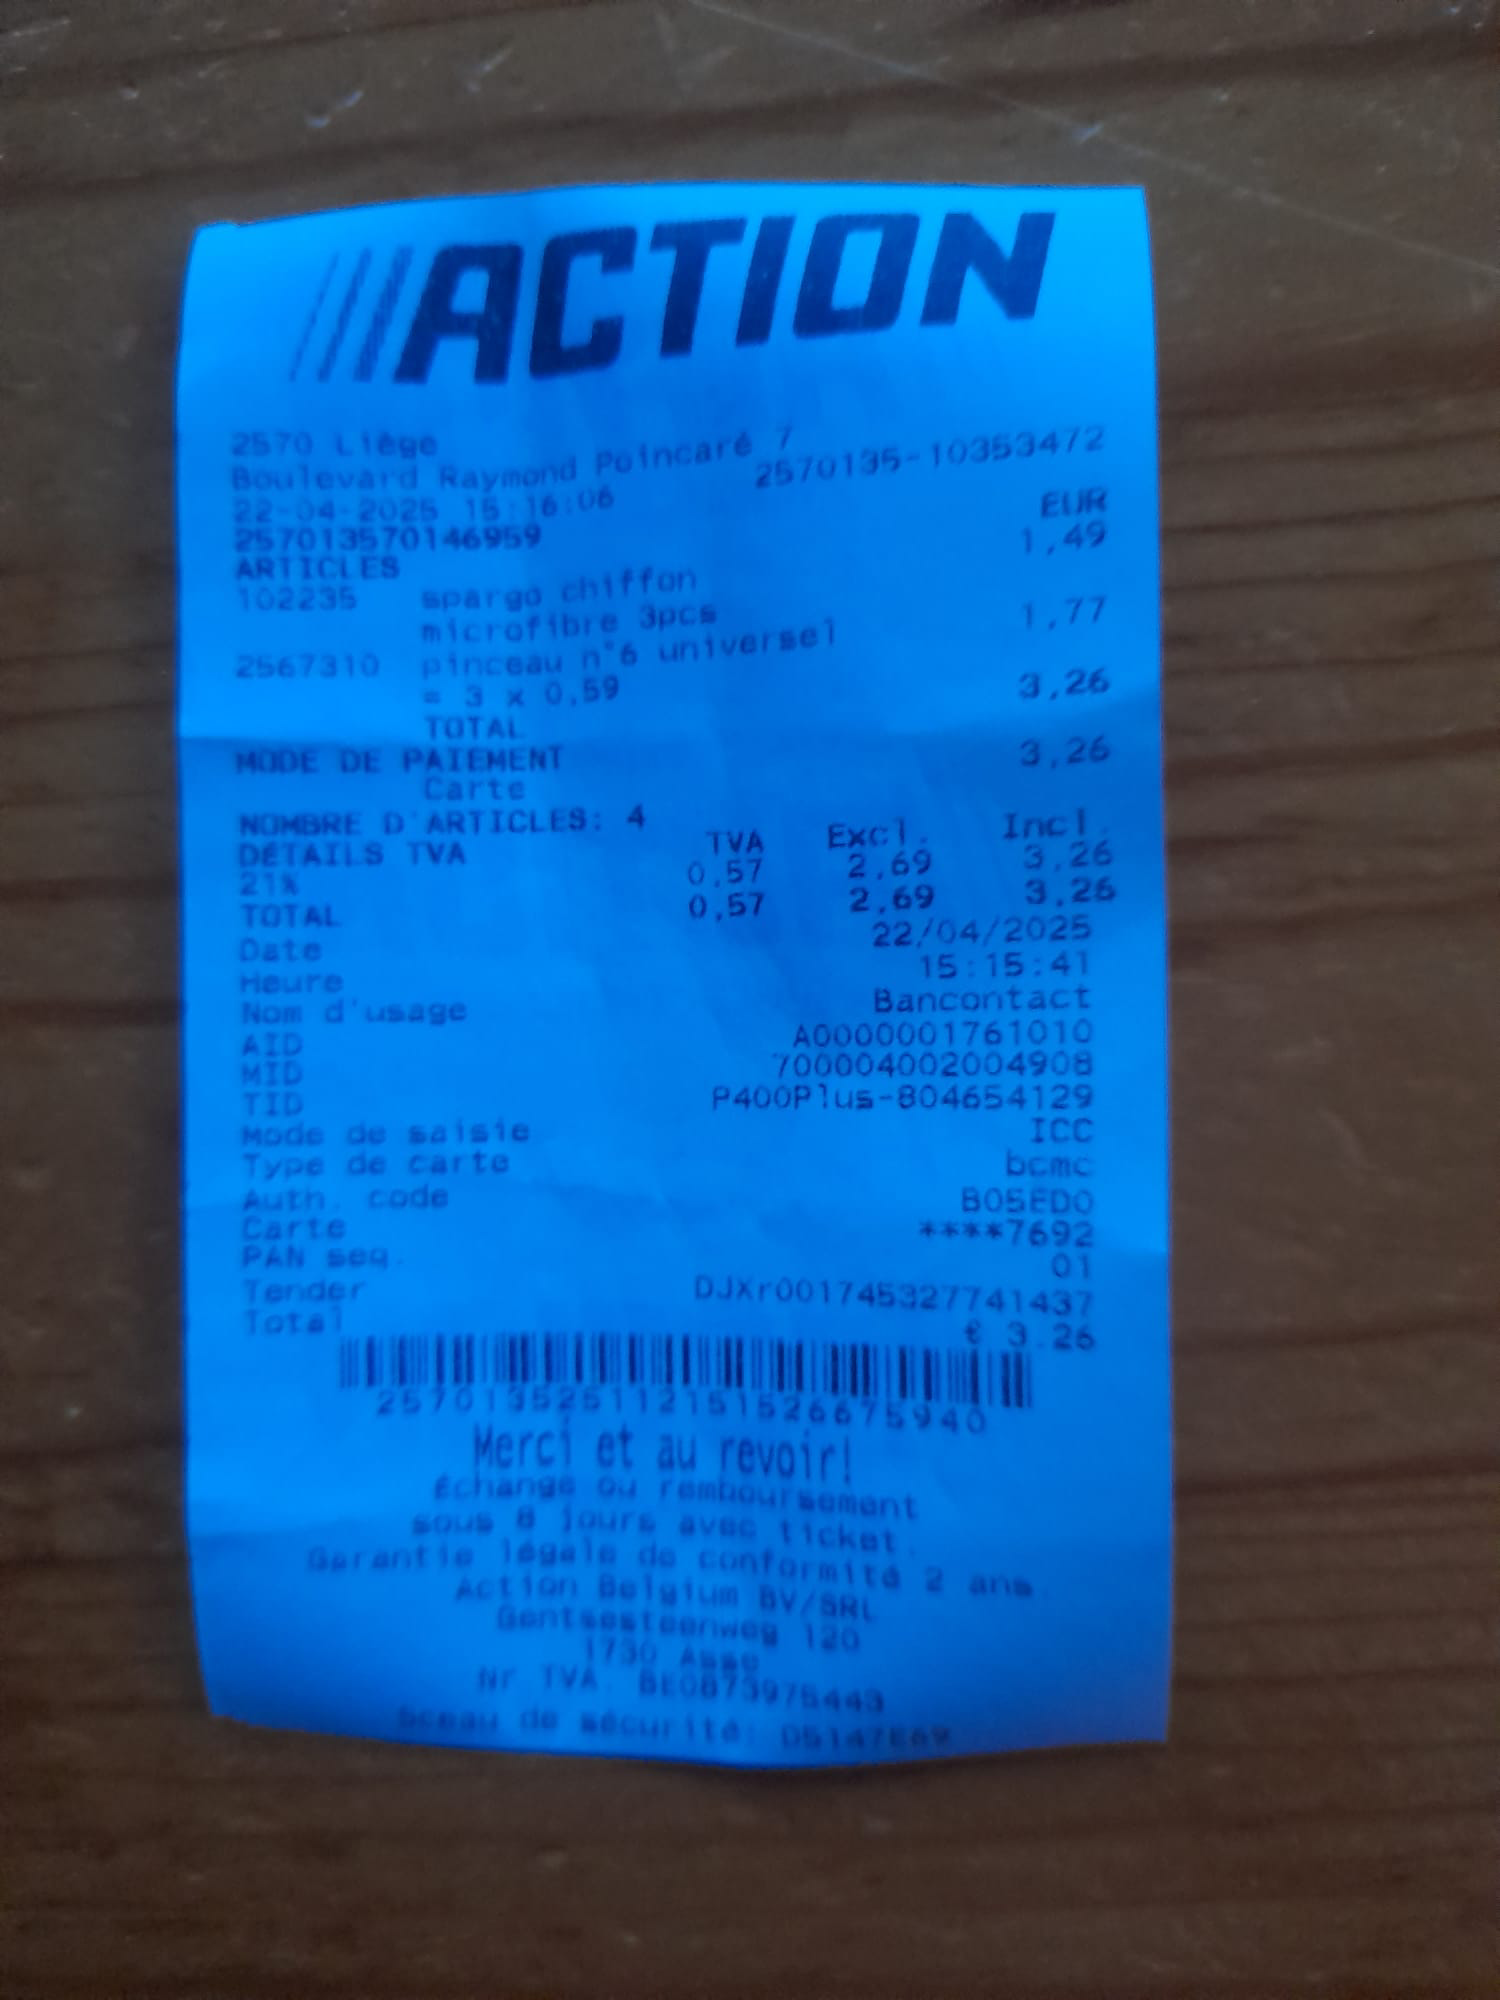 ACTION
2570 Liège
Boulevard Raymond Poincaré 7
22-04-2025 15:16:06 2570135-10353472
257013570146959 EUR
ARTICLES
102235 spargo chiffon 1,49
microfibre 3pcs
2567310 pinceau n°6 universel 1,77
= 3 x 0,59
TOTAL 3,26
MODE DE PAIEMENT
Carte 3,26
NOMBRE D'ARTICLES: 4
DÉTAILS TVA TVA Excl. Incl.
21% 0,57 2,69 3,26
TOTAL 0,57 2,69 3,26
Date 22/04/2025
Heure 15:15:41
Nom d'usage Bancontact
AID A0000001761010
MID 700004002004908
TID P400Plus-804654129
Mode de saisie ICC
Type de carte bcmc
Auth. code B05ED0
Carte ****7692
PAN seq. 01
Tender DJXr001745327741437
Total € 3.26
257013525112151526675940
Merci et au revoir!
Échange ou remboursement
sous 8 jours avec ticket.
Garantie légale de conformité 2 ans
Action Belgium BV/SRL
Gentsesteenweg 120
1730 Asse
Nr TVA. BE0873975443
Sceau de sécurité: D5147E69